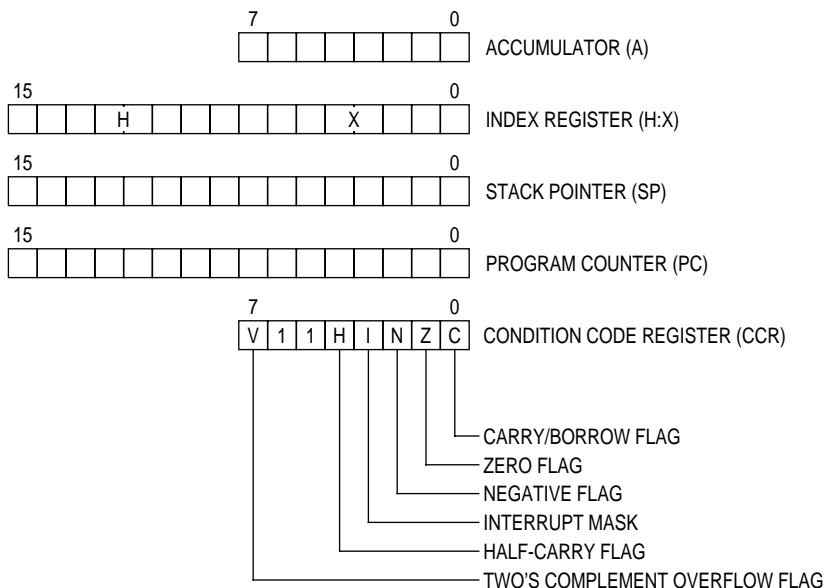 7 0
ACCUMULATOR (A)
15 0
H X INDEX REGISTER (H:X)
15 0
STACK POINTER (SP)
15 0
PROGRAM COUNTER (PC)
7 0
V 1 1 H I N Z C CONDITION CODE REGISTER (CCR)
CARRY/BORROW FLAG
ZERO FLAG
NEGATIVE FLAG
INTERRUPT MASK
HALF-CARRY FLAG
TWO'S COMPLEMENT OVERFLOW FLAG